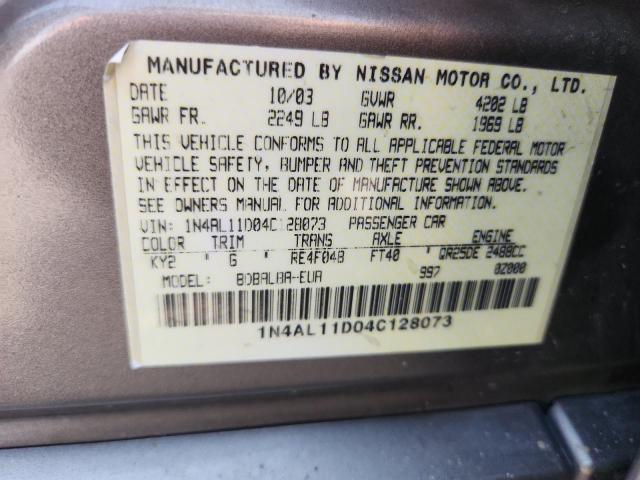 MANUFACTURED BY NISSAN MOTOR CO., LTD.
DATE 10/03 GVWR 4202 LB
GAWR FR. 2249 LB GAWR RR. 1969 LB
THIS VEHICLE CONFORMS TO ALL APPLICABLE FEDERAL MOTOR
VEHICLE SAFETY, BUMPER AND THEFT PREVENTION STANDARDS
IN EFFECT ON THE DATE OF MANUFACTURE SHOWN ABOVE.
SEE OWNERS MANUAL FOR ADDITIONAL INFORMATION.
VIN: 1N4AL11D04C128073 PASSENGER CAR
COLOR TRIM TRANS AXLE ENGINE
KY2 G RE4F04B FT40 QR25DE 2488CC
MODEL: BDBALBA-EUA 997 0Z000
1N4AL11D04C128073